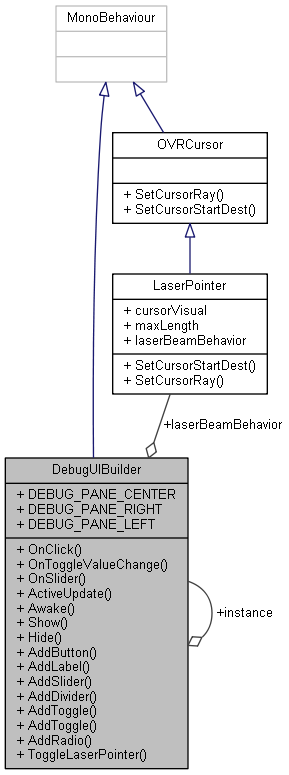 MonoBehaviour
OVRCursor
+ SetCursorRay()
+ SetCursorStartDest()
LaserPointer
+ cursorVisual
+ maxLength
+ laserBeamBehavior
+ SetCursorStartDest()
+ SetCursorRay()
+laserBeamBehavior
DebugUIBuilder
+ DEBUG_PANE_CENTER
+ DEBUG_PANE_RIGHT
+ DEBUG_PANE_LEFT
+ OnClick()
+ OnToggleValueChange()
+ OnSlider()
+ ActiveUpdate()
+ Awake()
+ Show()
+ Hide()
+ AddButton()
+ AddLabel()
+ AddSlider()
+ AddDivider()
+ AddToggle()
+ AddToggle()
+ AddRadio()
+ ToggleLaserPointer()
+instance